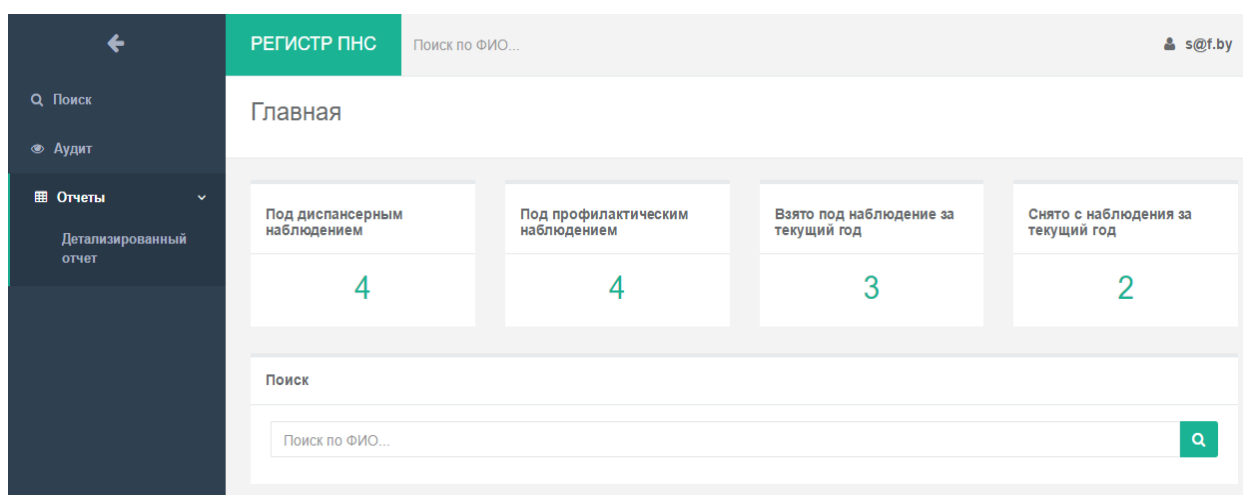 РЕГИСТР ПНС
Поиск по ФИО...
s@f.by
Поиск
Аудит
Отчеты
Детализированный
отчет
Главная
Под диспансерным
наблюдением
4
Под профилактическим
наблюдением
4
Взято под наблюдение за
текущий год
3
Снято с наблюдения за
текущий год
2
Поиск
Поиск по ФИО...